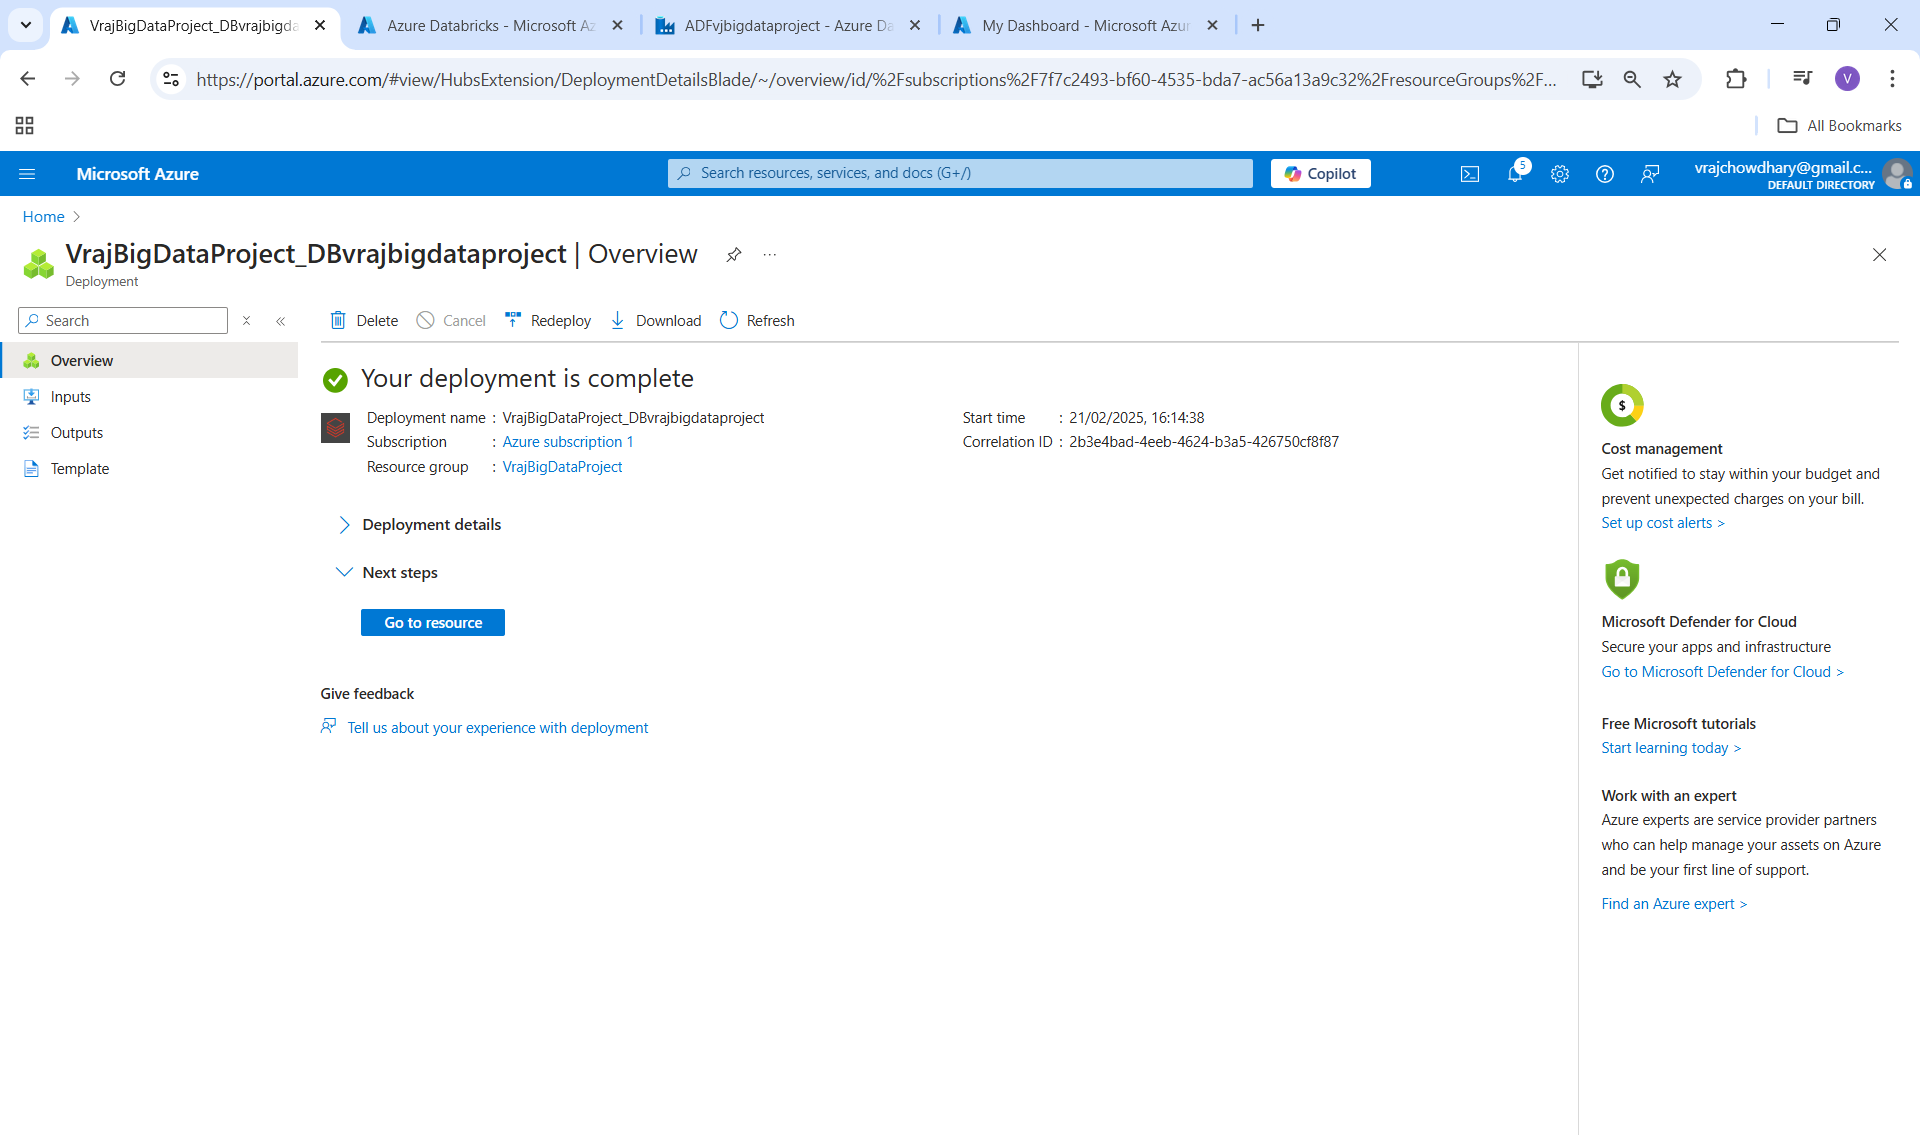 VrajBigDataProject_DBvrajbigda
Azure Databricks - Microsoft Az
ADFvjbigdataproject - Azure Da
My Dashboard - Microsoft Azur
https://portal.azure.com/#view/HubsExtension/DeploymentDetailsBlade/~/overview/id/%2Fsubscriptions%2F7f7c2493-bf60-4535-bda7-ac56a13a9c32%2FresourceGroups%2F...
V
All Bookmarks
Microsoft Azure
Search resources, services, and docs (G+/)
Copilot
5
vrajchowdhary@gmail.c...
DEFAULT DIRECTORY
Home
VrajBigDataProject_DBvrajbigdataproject | Overview
Deployment
Search
Delete
Cancel
Redeploy
Download
Refresh
Overview
Inputs
Outputs
Template
Your deployment is complete
Deployment name : VrajBigDataProject_DBvrajbigdataproject
Subscription : Azure subscription 1
Resource group : VrajBigDataProject
Start time : 21/02/2025, 16:14:38
Correlation ID : 2b3e4bad-4eeb-4624-b3a5-426750cf8f87
Deployment details
Next steps
Go to resource
Give feedback
Tell us about your experience with deployment
$
Cost management
Get notified to stay within your budget and
prevent unexpected charges on your bill.
Set up cost alerts >
Microsoft Defender for Cloud
Secure your apps and infrastructure
Go to Microsoft Defender for Cloud >
Free Microsoft tutorials
Start learning today >
Work with an expert
Azure experts are service provider partners
who can help manage your assets on Azure
and be your first line of support.
Find an Azure expert >